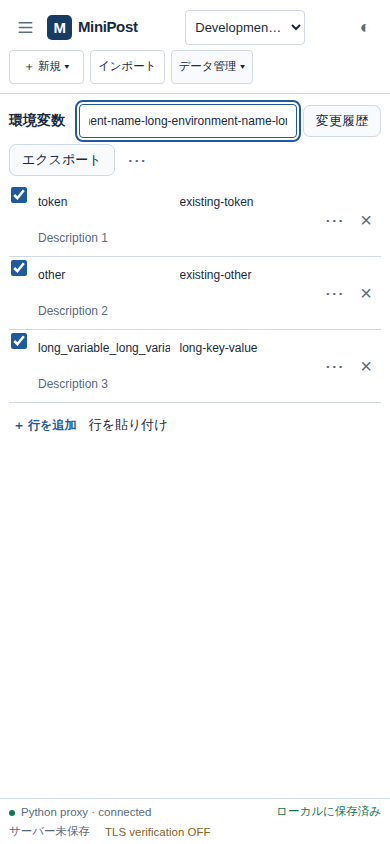 M MiniPost Developmen…
+ 新規 ▾ インポート データ管理 ▾
環境変数 ent-name-long-environment-name-lon 変更履歴
エクスポート ···
token existing-token
··· ×
Description 1
other existing-other
··· ×
Description 2
long_variable_long_varia long-key-value
··· ×
Description 3
+ 行を追加 行を貼り付け
Python proxy · connected ローカルに保存済み
サーバー未保存 TLS verification OFF